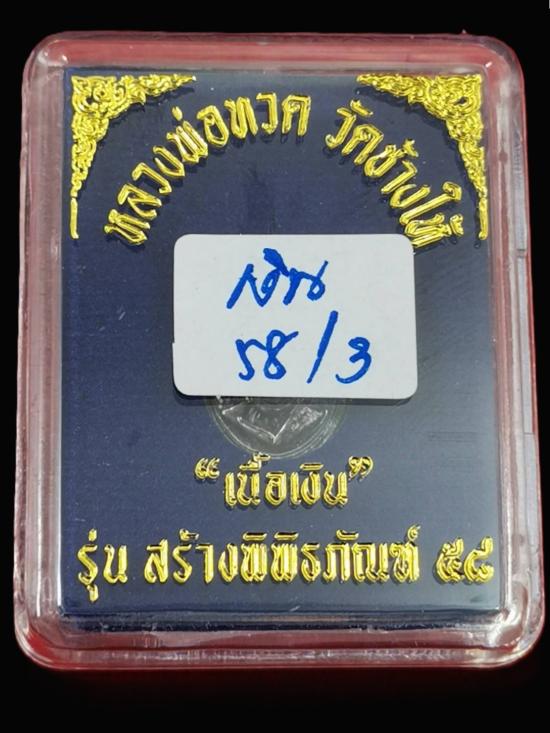 หลวงพ่อทวด วัดช้างให้
เงิน
58/3
“เนื้อเงิน”
รุ่น สร้างพิพิธภัณฑ์ ๕๘